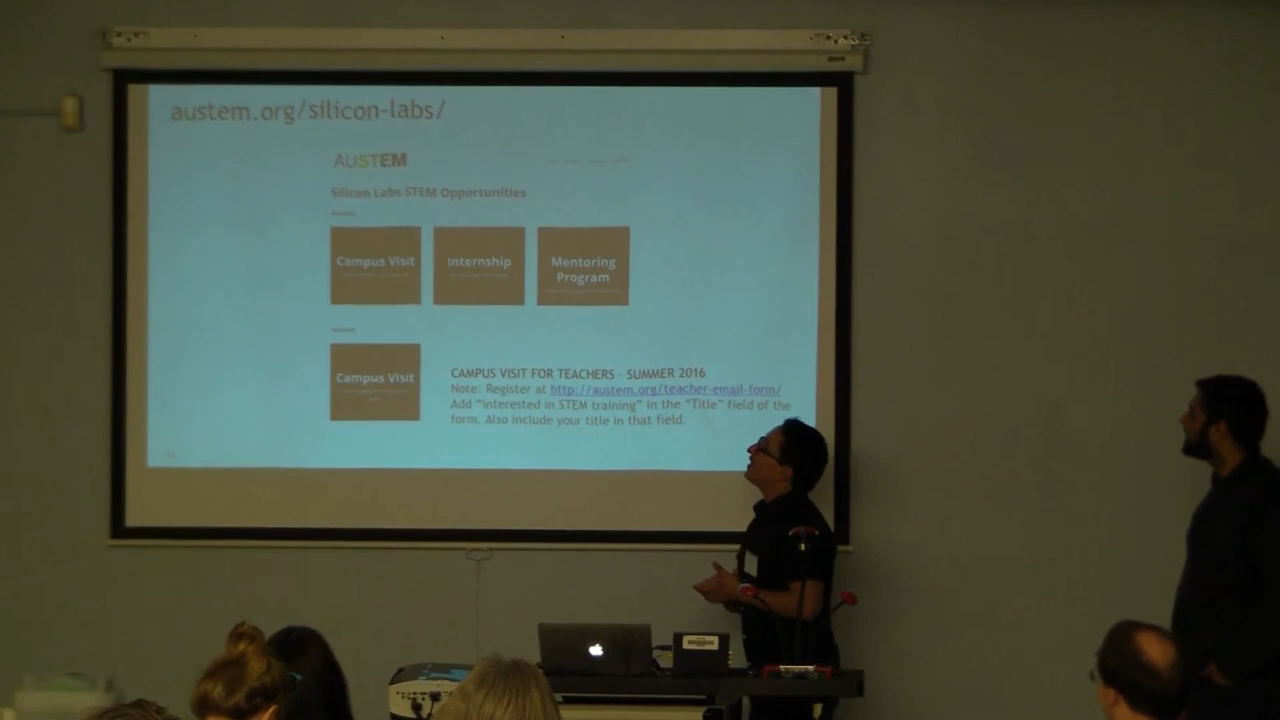 austem.org/silicon-labs/
AUSTEM
Silicon Labs STEM Opportunities
Campus Visit
Internship
Mentoring
Program
Campus Visit
CAMPUS VISIT FOR TEACHERS – SUMMER 2016
Note: Register at http://austem.org/teacher-email-form/
Add "interested in STEM training" in the "Title" field of the
form. Also include your title in that field.